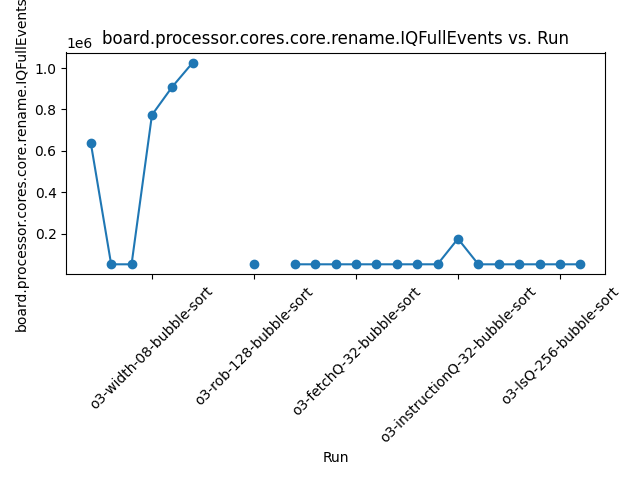 board.processor.cores.core.rename.IQFullEvents vs. Run
1e6
1.0
0.8
0.6
0.4
0.2
board.processor.cores.core.rename.IQFullEvents
o3-width-08-bubble-sort
o3-rob-128-bubble-sort
o3-fetchQ-32-bubble-sort
o3-instructionQ-32-bubble-sort
o3-lsQ-256-bubble-sort
Run